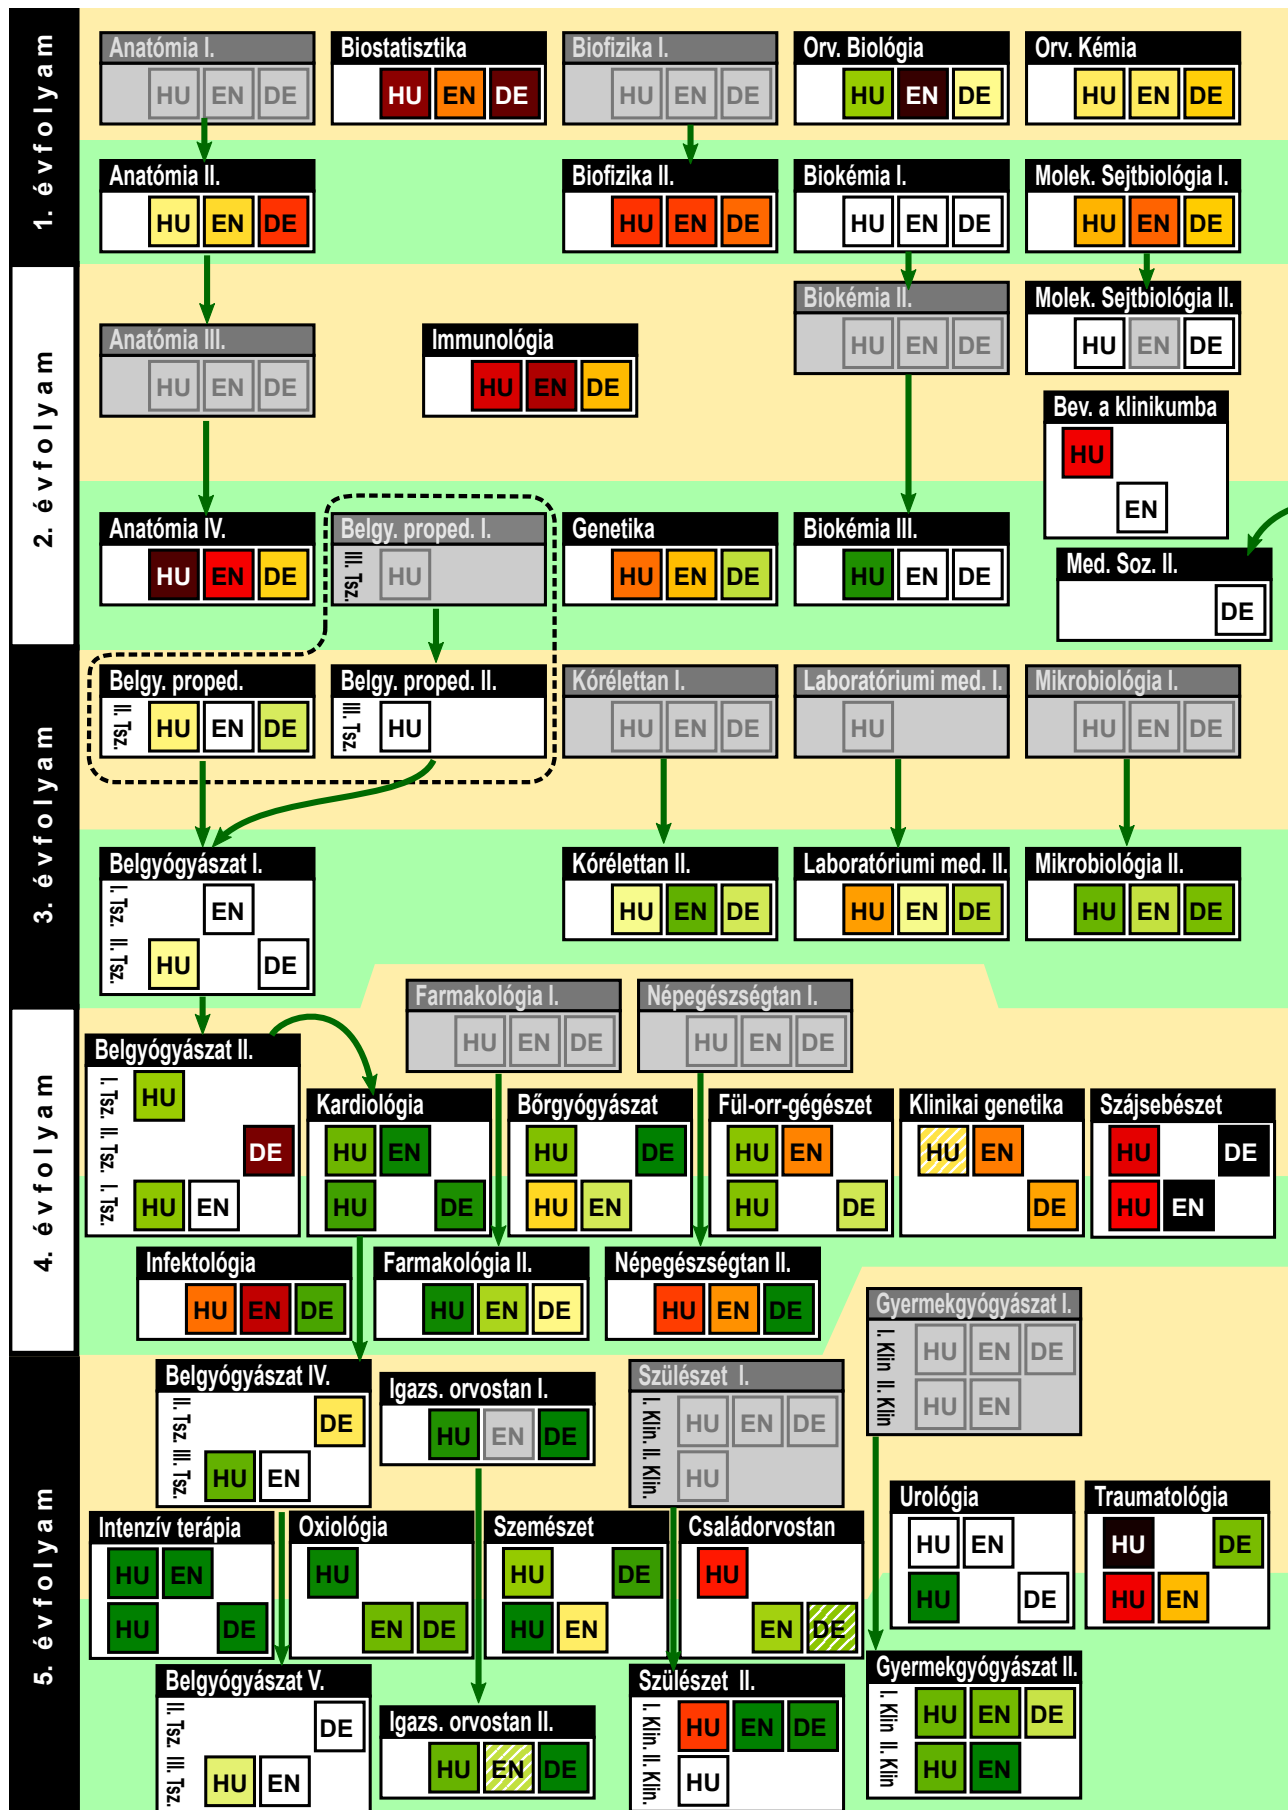 1. évfolyam
Anatómia I.
HU EN DE
Biostatisztika
HU EN DE
Biofizika I.
HU EN DE
Orv. Biológia
HU EN DE
Orv. Kémia
HU EN DE
Anatómia II.
HU EN DE
Biofizika II.
HU EN DE
Biokémia I.
HU EN DE
Molek. Sejtbiológia I.
HU EN DE
2. évfolyam
Anatómia III.
HU EN DE
Immunológia
HU EN DE
Biokémia II.
HU EN DE
Molek. Sejtbiológia II.
HU EN DE
Bev. a klinikumba
HU
EN
Anatómia IV.
HU EN DE
Belgy. proped. I.
III. Tsz.
HU
Genetika
HU EN DE
Biokémia III.
HU EN DE
Med. Soz. II.
DE
3. évfolyam
Belgy. proped.
II. Tsz.
HU EN DE
Belgy. proped. II.
III. Tsz.
HU
Kórélettan I.
HU EN DE
Laboratóriumi med. I.
HU
Mikrobiológia I.
HU EN DE
Belgyógyászat I.
I. Tsz. II. Tsz.
EN
HU DE
Kórélettan II.
HU EN DE
Laboratóriumi med. II.
HU EN DE
Mikrobiológia II.
HU EN DE
4. évfolyam
Farmakológia I.
HU EN DE
Népegészségtan I.
HU EN DE
Belgyógyászat II.
I. Tsz. II. Tsz. I. Tsz.
HU
DE
HU EN
Kardiológia
HU EN
HU DE
Bőrgyógyászat
HU DE
HU EN
Fül-orr-gégészet
HU EN
HU DE
Klinikai genetika
HU EN
DE
Szájsebészet
HU DE
HU EN
Infektológia
HU EN DE
Farmakológia II.
HU EN DE
Népegészségtan II.
HU EN DE
5. évfolyam
Gyermekgyógyászat I.
I. Klin II. Klin
HU EN DE
HU EN
Belgyógyászat IV.
II. Tsz. III. Tsz.
DE
HU EN
Igazs. orvostan I.
HU EN DE
Szülészet I.
I. Klin. II. Klin.
HU EN DE
HU
Urológia
HU EN
HU DE
Traumatológia
HU DE
HU EN
Intenzív terápia
HU EN
HU DE
Oxiológia
HU
EN DE
Szemészet
HU DE
HU EN
Családorvostan
HU
EN DE
Belgyógyászat V.
II. Tsz. III. Tsz.
DE
HU EN
Igazs. orvostan II.
HU EN DE
Szülészet II.
I. Klin. II. Klin.
HU EN DE
HU
Gyermekgyógyászat II.
I. Klin II. Klin
HU EN DE
HU EN